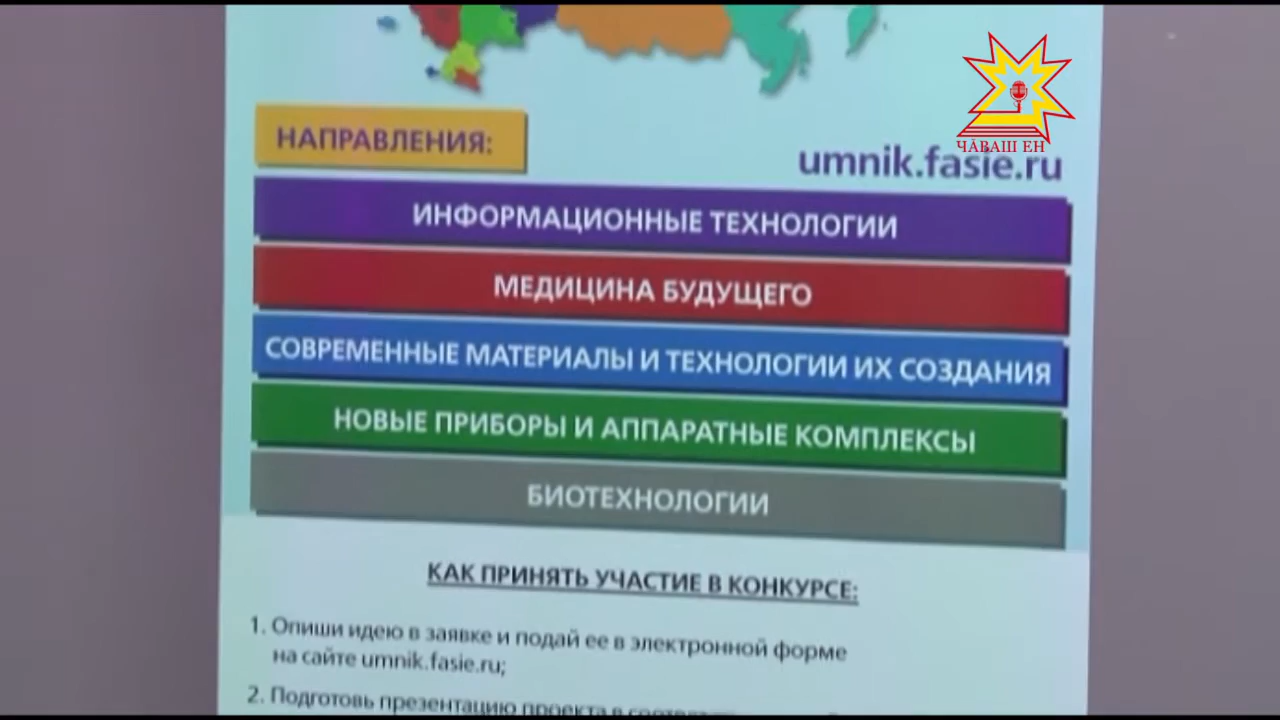 ЧӐВАШ ЕН
НАПРАВЛЕНИЯ:
umnik.fasie.ru
ИНФОРМАЦИОННЫЕ ТЕХНОЛОГИИ
МЕДИЦИНА БУДУЩЕГО
СОВРЕМЕННЫЕ МАТЕРИАЛЫ И ТЕХНОЛОГИИ ИХ СОЗДАНИЯ
НОВЫЕ ПРИБОРЫ И АППАРАТНЫЕ КОМПЛЕКСЫ
БИОТЕХНОЛОГИИ
КАК ПРИНЯТЬ УЧАСТИЕ В КОНКУРСЕ:
1. Опиши идею в заявке и подай ее в электронной форме
на сайте umnik.fasie.ru;
2. Подготовь презентацию проекта в